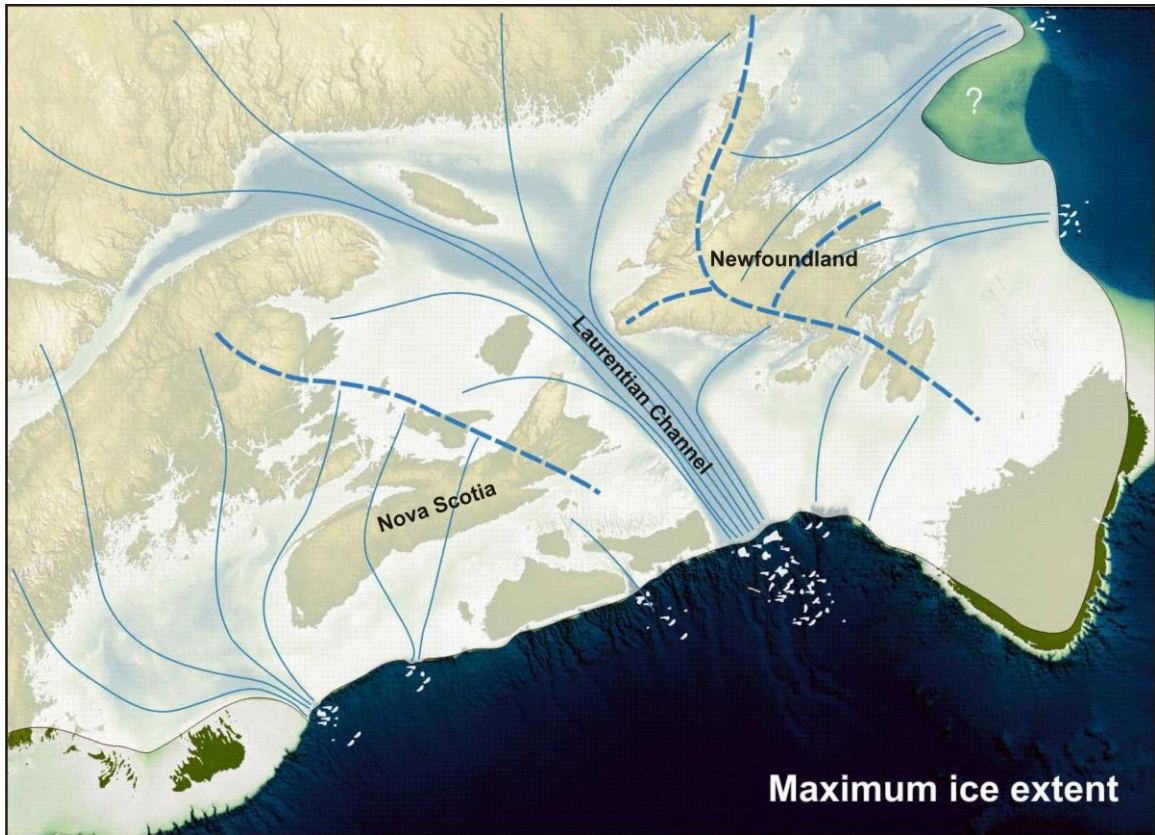 ?
Newfoundland
Laurentian Channel
Nova Scotia
Maximum ice extent